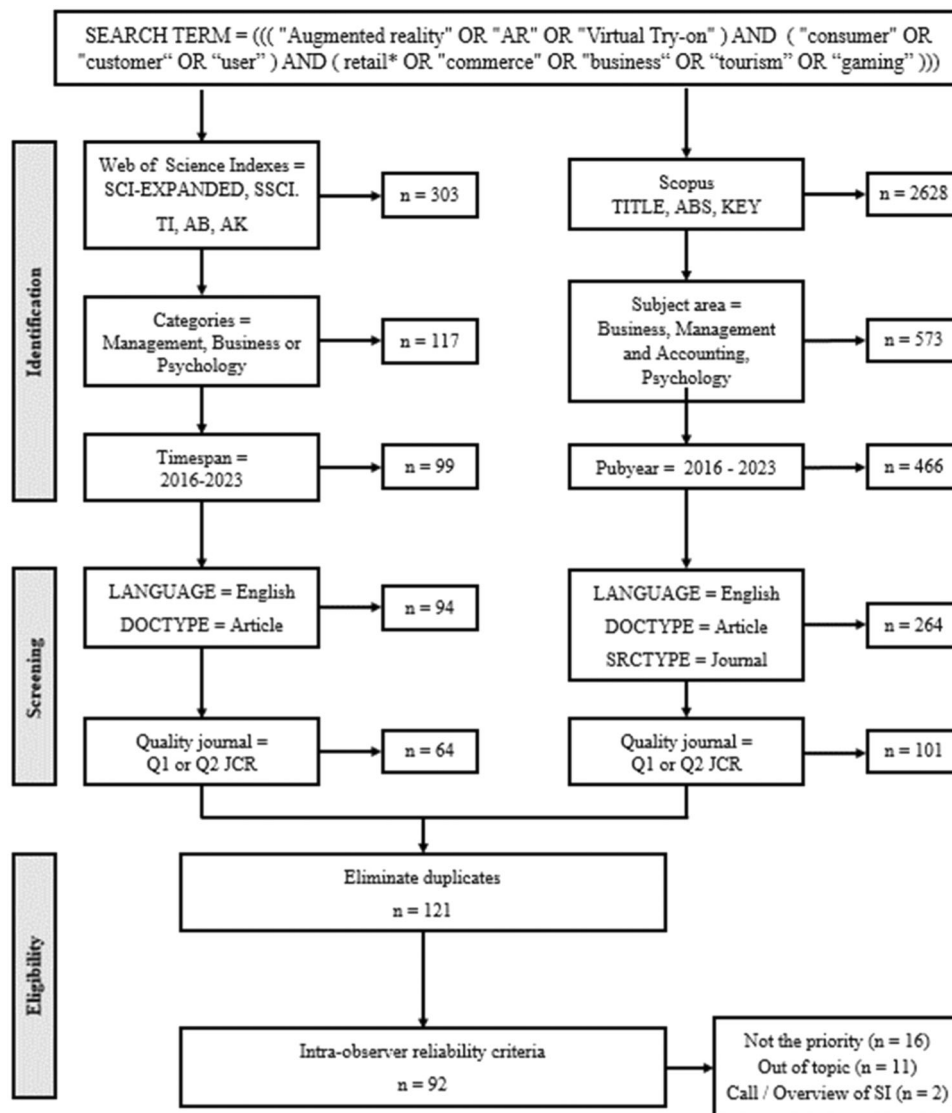 SEARCH TERM = ((( "Augmented reality" OR "AR" OR "Virtual Try-on" ) AND ( "consumer" OR
"customer“ OR “user” ) AND ( retail* OR "commerce" OR "business“ OR “tourism” OR “gaming” )))
Identification
Web of Science Indexes =
SCI-EXPANDED, SSCI.
TI, AB, AK
n = 303
Scopus
TITLE, ABS, KEY
n = 2628
Categories =
Management, Business or
Psychology
n = 117
Subject area =
Business, Management
and Accounting,
Psychology
n = 573
Timespan =
2016-2023
n = 99
Pubyear = 2016 - 2023
n = 466
Screening
LANGUAGE = English
DOCTYPE = Article
n = 94
LANGUAGE = English
DOCTYPE = Article
SRCTYPE = Journal
n = 264
Quality journal =
Q1 or Q2 JCR
n = 64
Quality journal =
Q1 or Q2 JCR
n = 101
Eligibility
Eliminate duplicates
n = 121
Intra-observer reliability criteria
n = 92
Not the priority (n = 16)
Out of topic (n = 11)
Call / Overview of SI (n = 2)